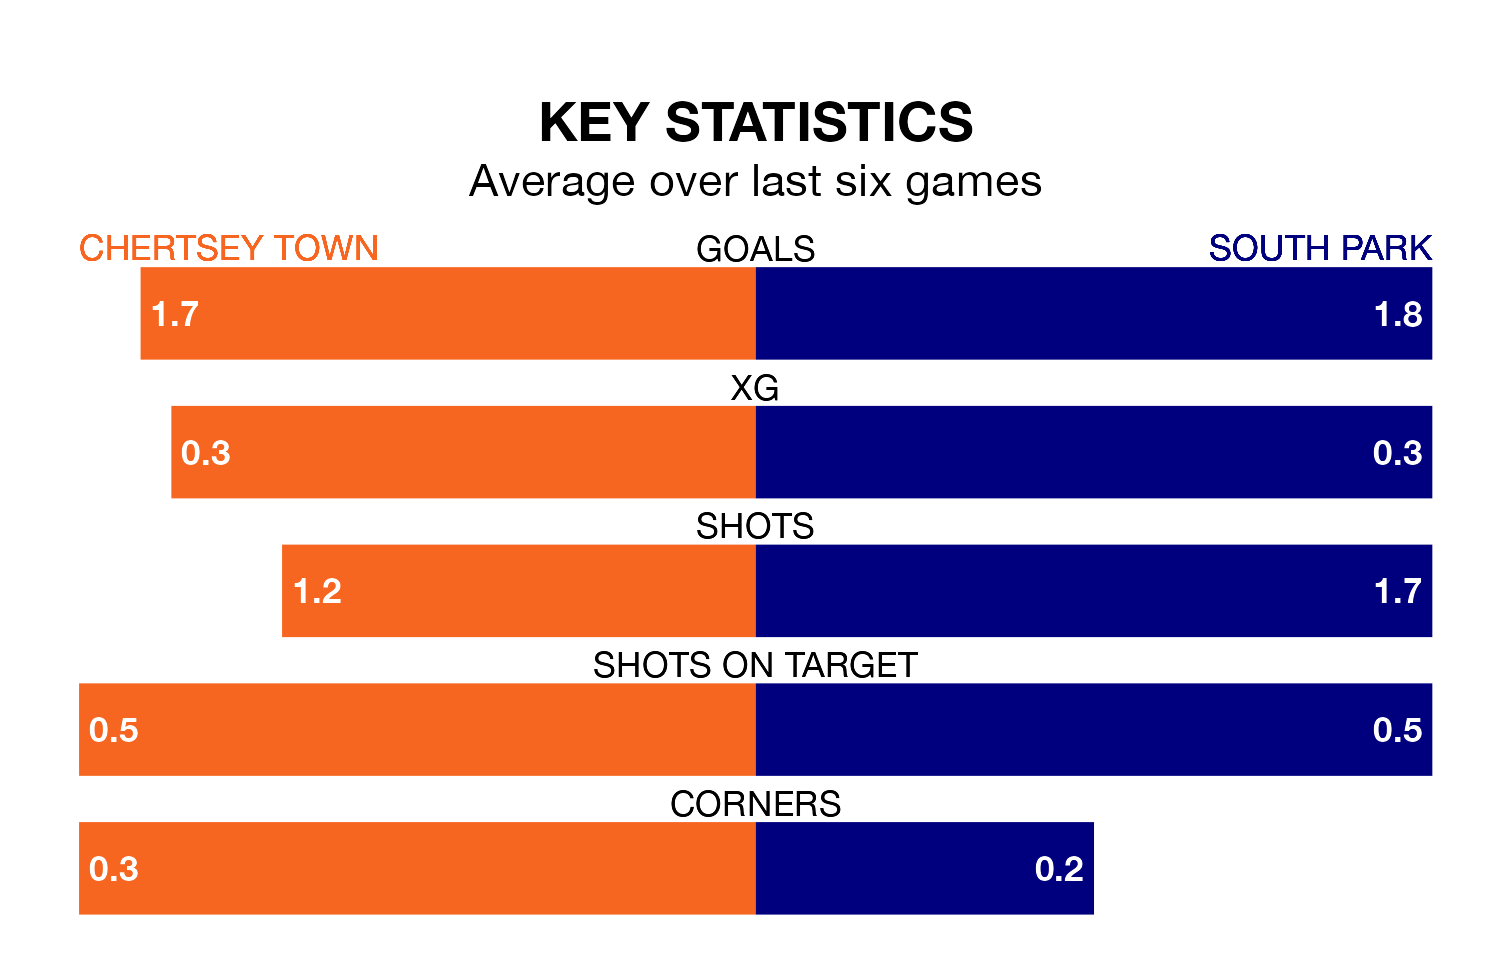 KEY STATISTICS
Average over last six games
CHERTSEY TOWN GOALS SOUTH PARK
1.7 1.8
XG
0.3 0.3
SHOTS
1.2 1.7
SHOTS ON TARGET
0.5 0.5
CORNERS
0.3 0.2